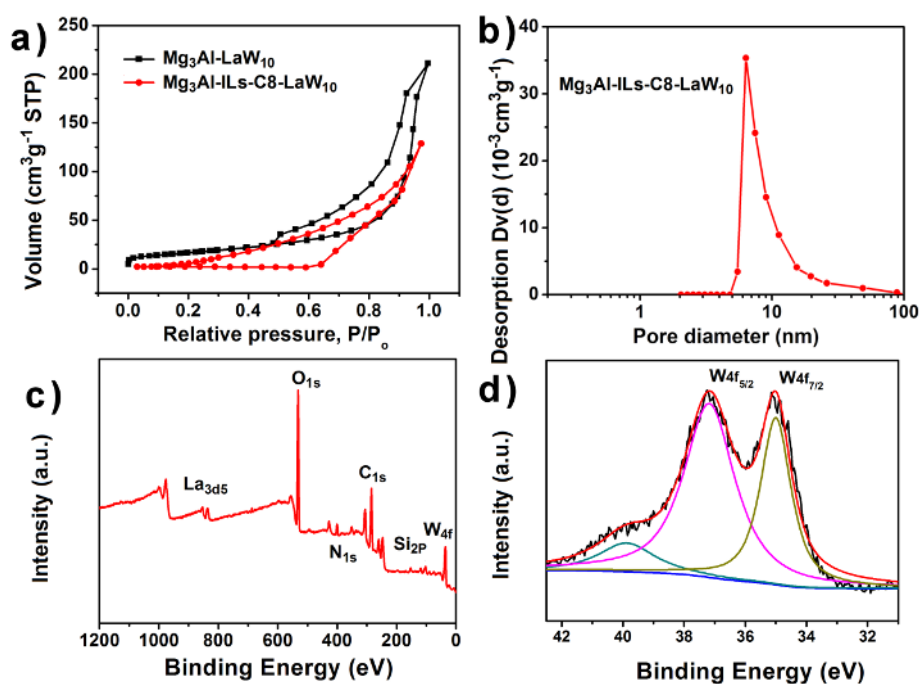 a)
Mg₃Al-LaW₁₀
Mg₃Al-ILs-C8-LaW₁₀
Volume (cm³g⁻¹ STP)
250
200
150
100
50
0
0.0 0.2 0.4 0.6 0.8 1.0
Relative pressure, P/Pₒ
b)
Mg₃Al-ILs-C8-LaW₁₀
Desorption Dv(d) (10⁻³cm³g⁻¹)
40
30
20
10
0
1 10 100
Pore diameter (nm)
c)
O₁ₛ
La₃d5
C₁ₛ
N₁ₛ
Si₂P
W₄f
Intensity (a.u.)
1200 1000 800 600 400 200 0
Binding Energy (eV)
d)
W₄f₅/₂
W₄f₇/₂
Intensity (a.u.)
42 40 37 35 33 32
Binding Energy (eV)